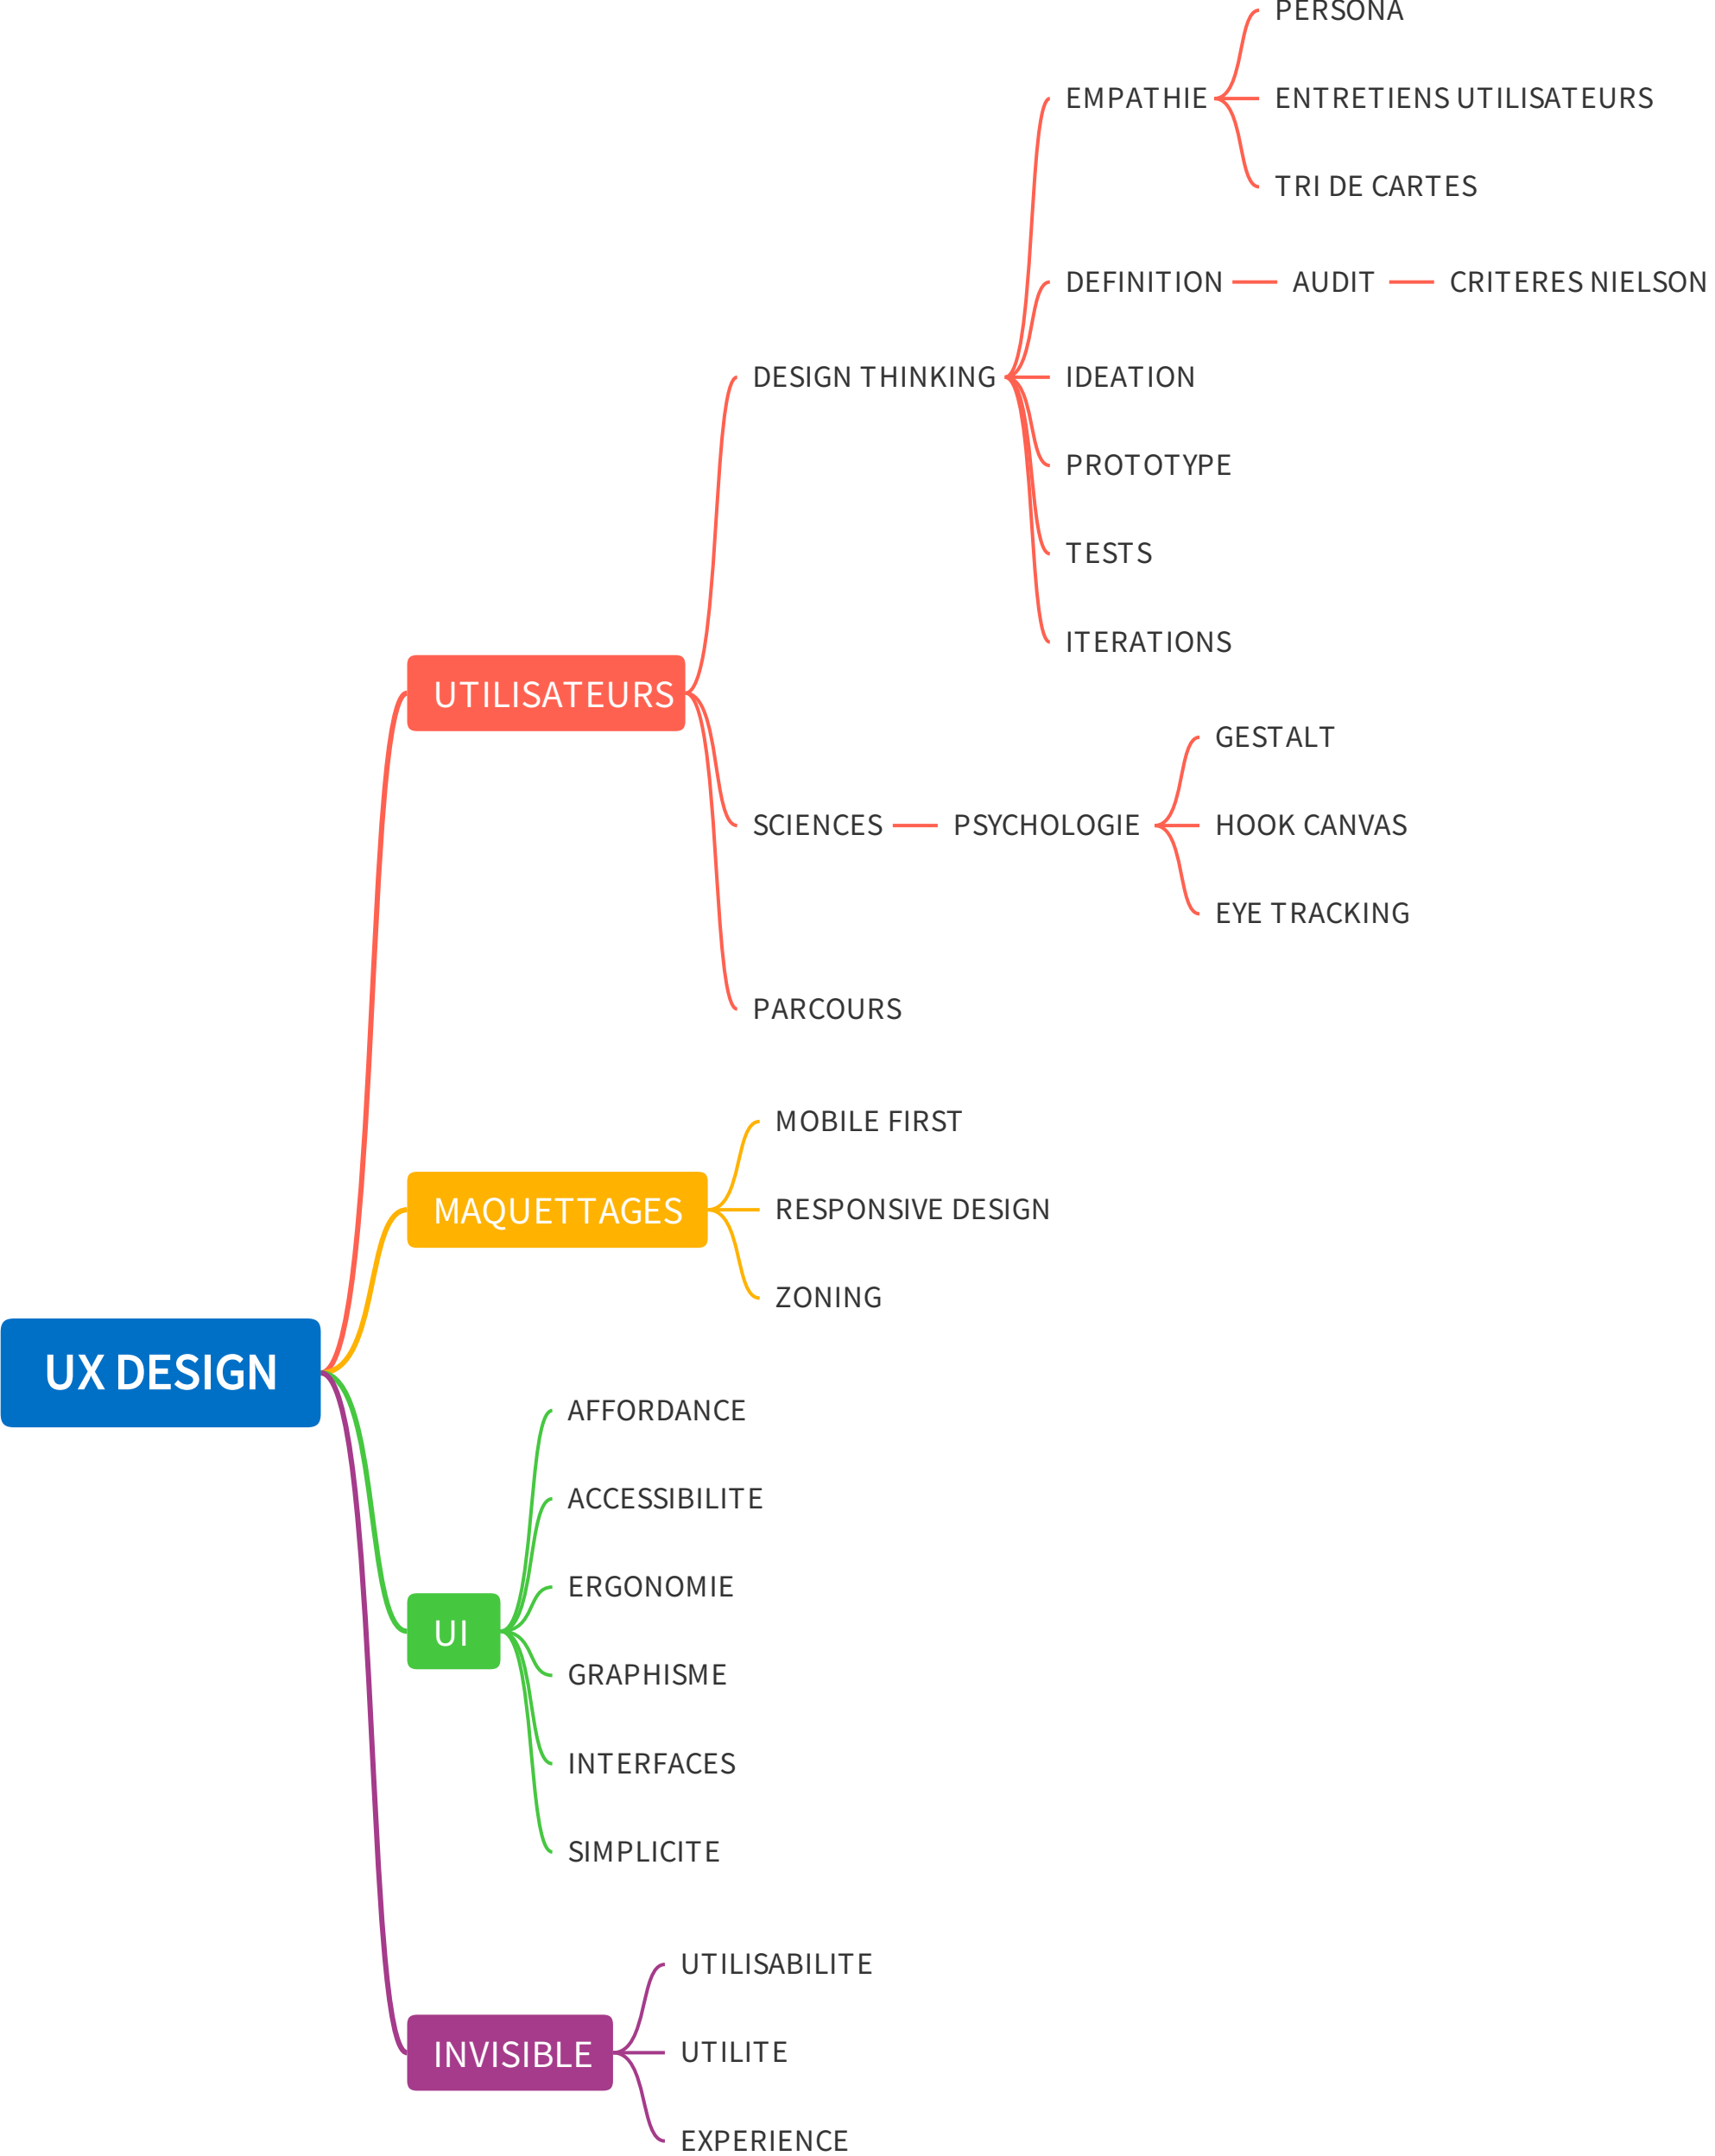 PERSONA
EMPATHIE
ENTRETIENS UTILISATEURS
TRI DE CARTES
DEFINITION
AUDIT
CRITERES NIELSON
DESIGN THINKING
IDEATION
PROTOTYPE
TESTS
ITERATIONS
UTILISATEURS
GESTALT
SCIENCES
PSYCHOLOGIE
HOOK CANVAS
EYE TRACKING
PARCOURS
MOBILE FIRST
MAQUETTAGES
RESPONSIVE DESIGN
ZONING
UX DESIGN
AFFORDANCE
ACCESSIBILITE
ERGONOMIE
UI
GRAPHISME
INTERFACES
SIMPLICITE
UTILISABILITE
INVISIBLE
UTILITE
EXPERIENCE